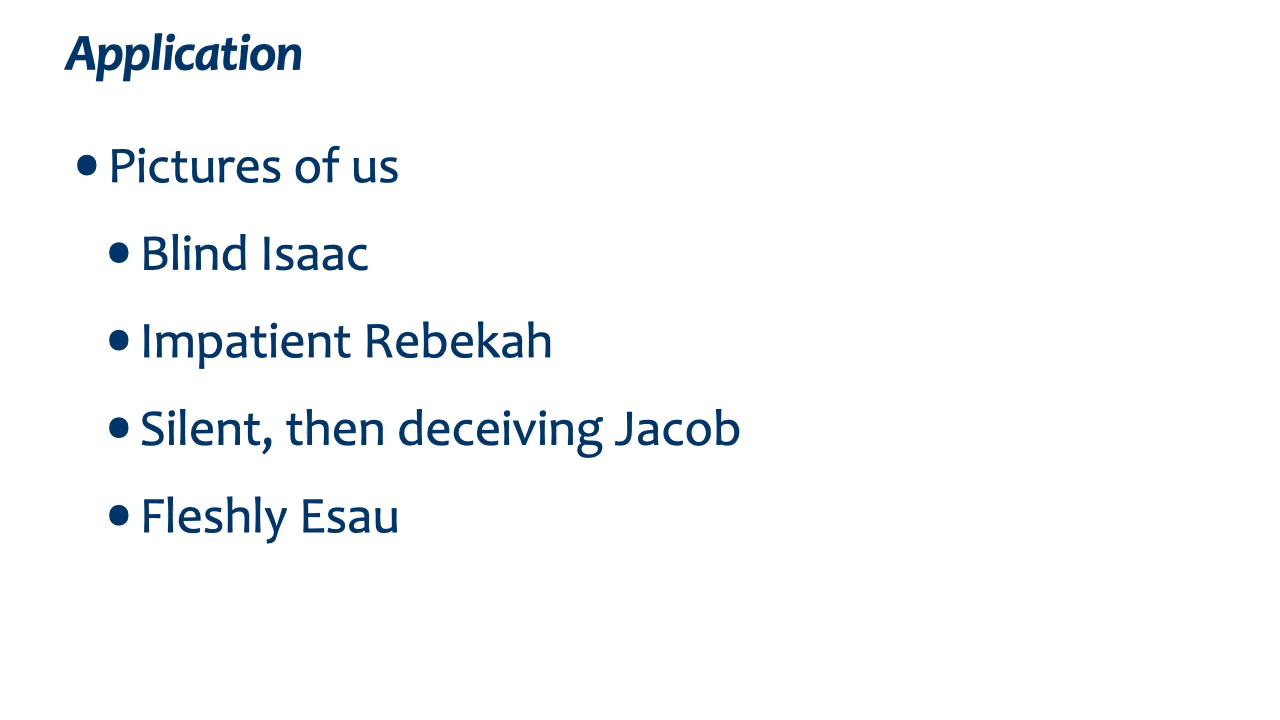 Application
• Pictures of us
• Blind Isaac
• Impatient Rebekah
• Silent, then deceiving Jacob
• Fleshly Esau